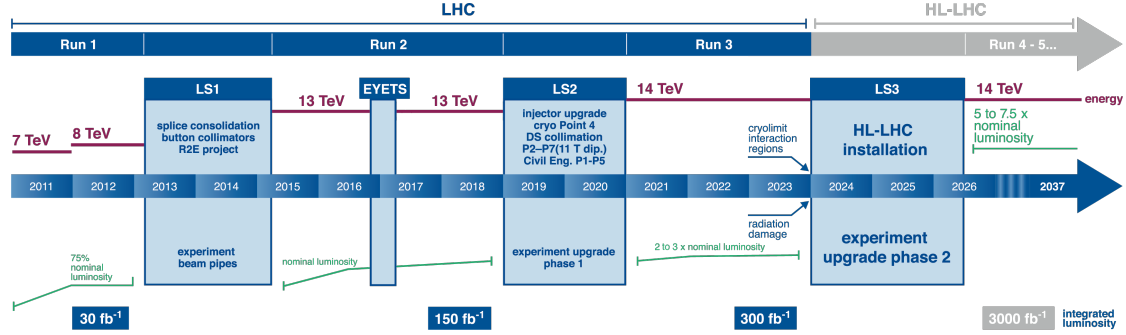 LHC
HL-LHC
Run 1
Run 2
Run 3
Run 4 - 5...
LS1
EYETS
LS2
LS3
13 TeV
13 TeV
14 TeV
14 TeV
energy
7 TeV
8 TeV
splice consolidation
button collimators
R2E project
injector upgrade
cryo Point 4
DS collimation
P2–P7(11 T dip.)
Civil Eng. P1-P5
cryolimit
interaction
regions
HL-LHC
installation
5 to 7.5 x
nominal
luminosity
2011
2012
2013
2014
2015
2016
2017
2018
2019
2020
2021
2022
2023
2024
2025
2026
2037
75%
nominal
luminosity
experiment
beam pipes
nominal luminosity
experiment upgrade
phase 1
2 to 3 x nominal luminosity
radiation
damage
experiment
upgrade phase 2
30 fb-1
150 fb-1
300 fb-1
3000 fb-1
integrated
luminosity